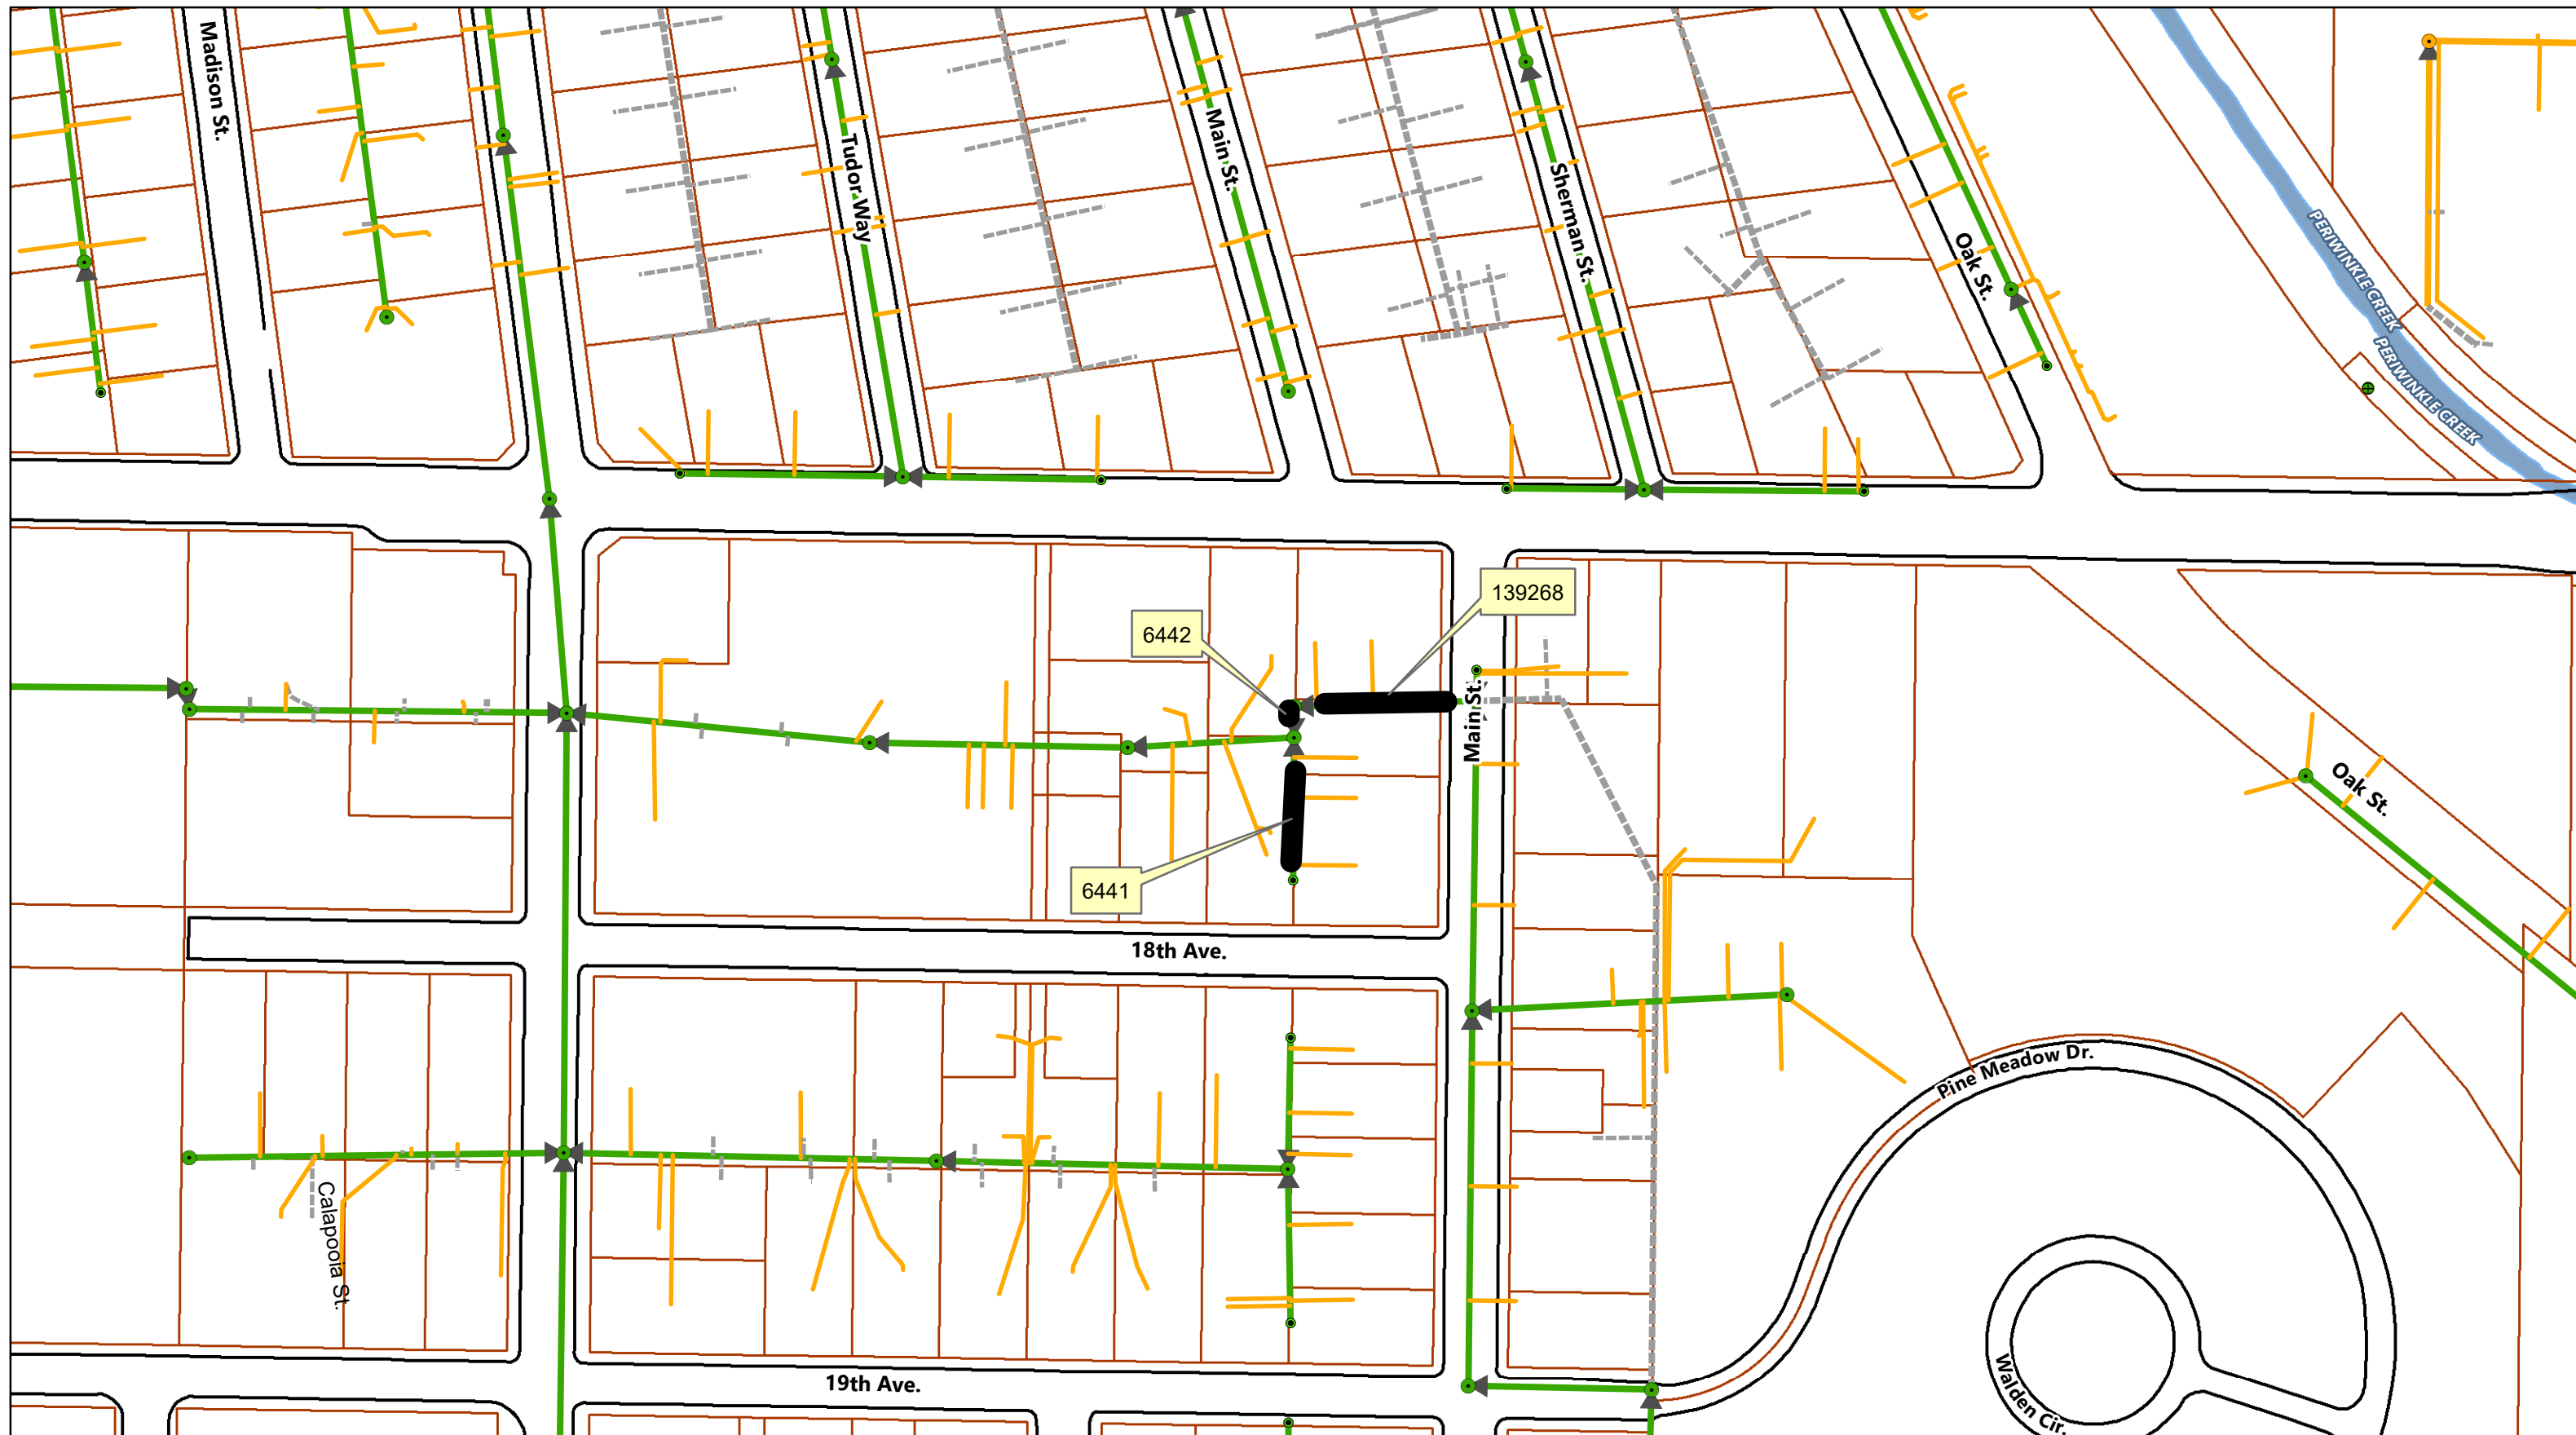 Madison St.
Tudor Way
Main St.
Sherman St.
Oak St.
PERIWINKLE CREEK
PERIWINKLE CREEK
139268
6442
Main St.
Oak St.
6441
18th Ave.
Pine Meadow Dr.
Calapooia St.
19th Ave.
Walden Cir.